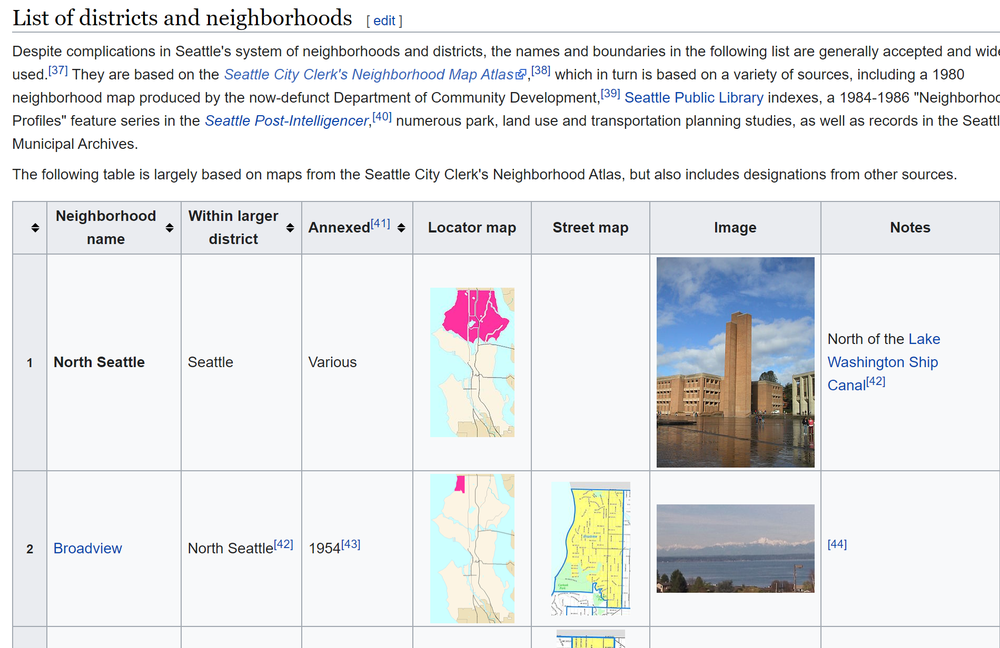 List of districts and neighborhoods [ edit ]
Despite complications in Seattle's system of neighborhoods and districts, the names and boundaries in the following list are generally accepted and wide
used.[37] They are based on the Seattle City Clerk's Neighborhood Map Atlas,[38] which in turn is based on a variety of sources, including a 1980
neighborhood map produced by the now-defunct Department of Community Development,[39] Seattle Public Library indexes, a 1984-1986 "Neighborhoo
Profiles" feature series in the Seattle Post-Intelligencer,[40] numerous park, land use and transportation planning studies, as well as records in the Seattl
Municipal Archives.
The following table is largely based on maps from the Seattle City Clerk's Neighborhood Atlas, but also includes designations from other sources.
Neighborhood name
Within larger district
Annexed[41]
Locator map
Street map
Image
Notes
1
North Seattle
Seattle
Various
North of the Lake
Washington Ship
Canal[42]
2
Broadview
North Seattle[42]
1954[43]
Broadview
Carkeek
Park
[44]